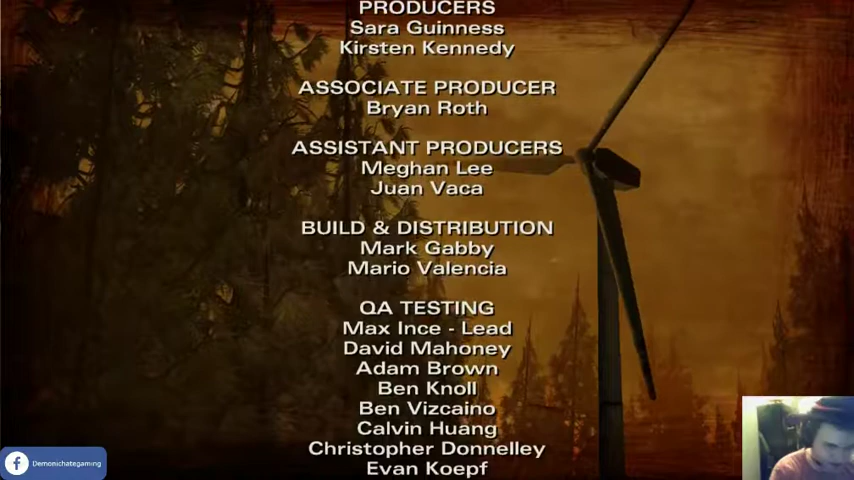 PRODUCERS
Sara Guinness
Kirsten Kennedy
ASSOCIATE PRODUCER
Bryan Roth
ASSISTANT PRODUCERS
Meghan Lee
Juan Vaca
BUILD & DISTRIBUTION
Mark Gabby
Mario Valencia
QA TESTING
Max Ince - Lead
David Mahoney
Adam Brown
Ben Knoll
Ben Vizcaino
Calvin Huang
Christopher Donnelley
Evan Koepf
f Demonichategaming